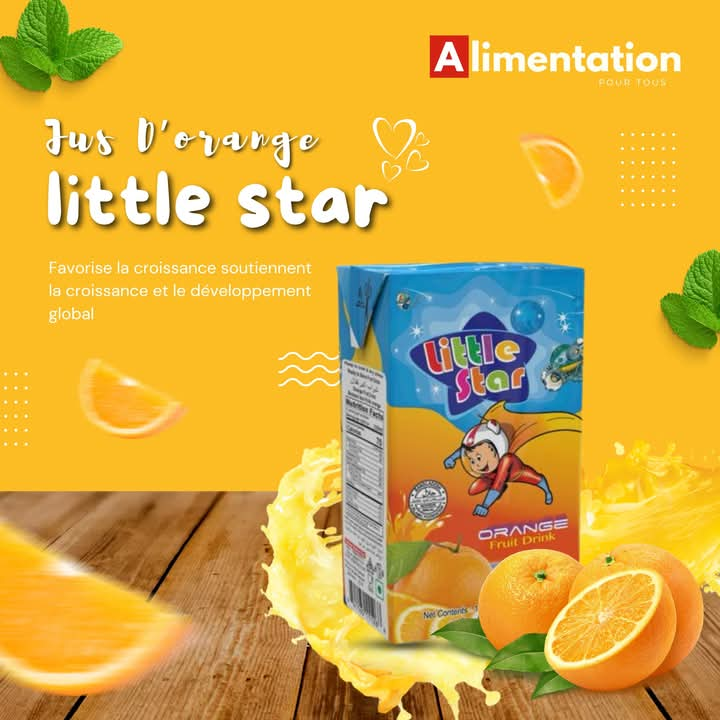 Alimentation
POUR TOUS
Jus D'orange
little star
Favorise la croissance soutiennent
la croissance et le développement
global
Little
Star
Nutrition Facts
ORANGE
Fruit Drink
Net Contents